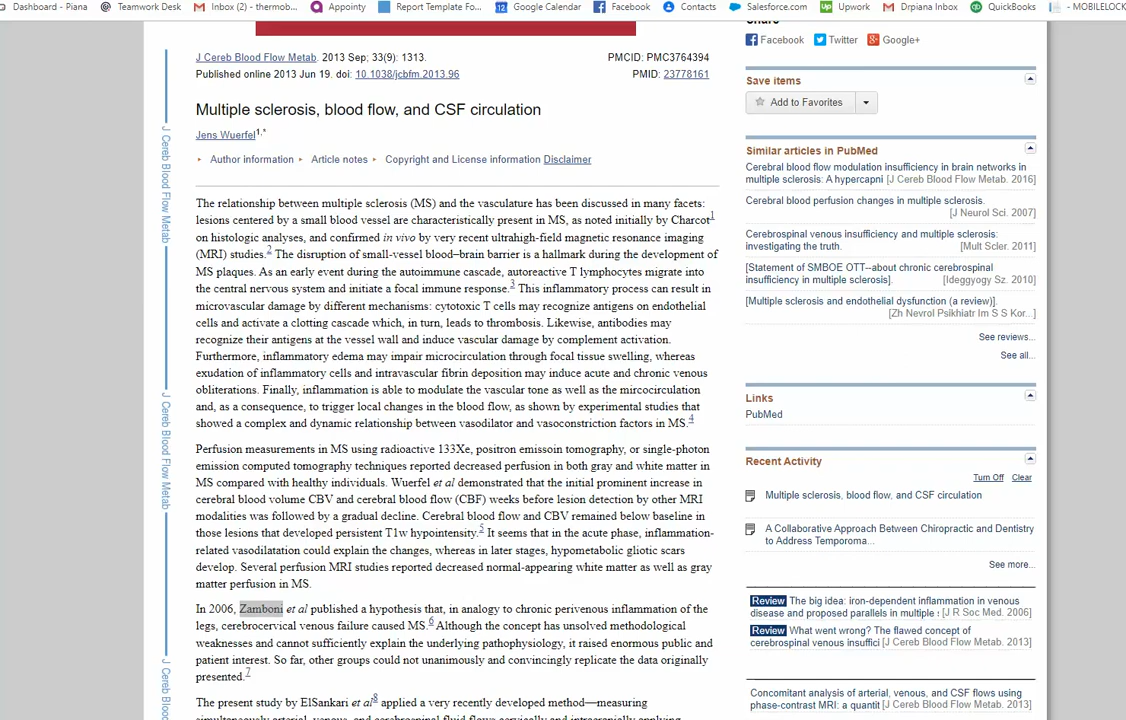 Dashboard - Piana
Teamwork Desk
Inbox (2) - thermob...
Appointy
Report Template Fo...
Google Calendar
Facebook
Contacts
Salesforce.com
Upwork
Drpiana Inbox
QuickBooks
- MOBILELOCK
J Cereb Blood Flow Metab. 2013 Sep; 33(9): 1313.
PMCID: PMC3764394
Published online 2013 Jun 19. doi: 10.1038/jcbfm.2013.96
PMID: 23778161
Multiple sclerosis, blood flow, and CSF circulation
Jens Wuerfel1,*
Author information
Article notes
Copyright and License information Disclaimer
The relationship between multiple sclerosis (MS) and the vasculature has been discussed in many facets:
lesions centered by a small blood vessel are characteristically present in MS, as noted initially by Charcot1
on histologic analyses, and confirmed in vivo by very recent ultrahigh-field magnetic resonance imaging
(MRI) studies.2 The disruption of small-vessel blood–brain barrier is a hallmark during the development of
MS plaques. As an early event during the autoimmune cascade, autoreactive T lymphocytes migrate into
the central nervous system and initiate a focal immune response.3 This inflammatory process can result in
microvascular damage by different mechanisms: cytotoxic T cells may recognize antigens on endothelial
cells and activate a clotting cascade which, in turn, leads to thrombosis. Likewise, antibodies may
recognize their antigens at the vessel wall and induce vascular damage by complement activation.
Furthermore, inflammatory edema may impair microcirculation through focal tissue swelling, whereas
exudation of inflammatory cells and intravascular fibrin deposition may induce acute and chronic venous
obliterations. Finally, inflammation is able to modulate the vascular tone as well as the mircocirculation
and, as a consequence, to trigger local changes in the blood flow, as shown by experimental studies that
showed a complex and dynamic relationship between vasodilator and vasoconstriction factors in MS.4
Perfusion measurements in MS using radioactive 133Xe, positron emissoin tomography, or single-photon
emission computed tomography techniques reported decreased perfusion in both gray and white matter in
MS compared with healthy individuals. Wuerfel et al demonstrated that the initial prominent increase in
cerebral blood volume CBV and cerebral blood flow (CBF) weeks before lesion detection by other MRI
modalities was followed by a gradual decline. Cerebral blood flow and CBV remained below baseline in
those lesions that developed persistent T1w hypointensity.5 It seems that in the acute phase, inflammation-
related vasodilatation could explain the changes, whereas in later stages, hypometabolic gliotic scars
develop. Several perfusion MRI studies reported decreased normal-appearing white matter as well as gray
matter perfusion in MS.
In 2006, Zamboni et al published a hypothesis that, in analogy to chronic perivenous inflammation of the
legs, cerebrocervical venous failure caused MS.6 Although the concept has unsolved methodological
weaknesses and cannot sufficiently explain the underlying pathophysiology, it raised enormous public and
patient interest. So far, other groups could not unanimously and convincingly replicate the data originally
presented.7
The present study by ElSankari et al8 applied a very recently developed method—measuring
simultaneously arterial, venous, and cerebrospinal fluid flows cervically and intracranially applying
J Cereb Blood Flow Metab
J Cereb Blood Flow Metab
J Cereb Blood
Share
Facebook
Twitter
Google+
Save items
Add to Favorites
Similar articles in PubMed
Cerebral blood flow modulation insufficiency in brain networks in
multiple sclerosis: A hypercapni [J Cereb Blood Flow Metab. 2016]
Cerebral blood perfusion changes in multiple sclerosis.
[J Neurol Sci. 2007]
Cerebrospinal venous insufficiency and multiple sclerosis:
investigating the truth. [Mult Scler. 2011]
[Statement of SMBOE OTT--about chronic cerebrospinal
insufficiency in multiple sclerosis]. [Ideggyogy Sz. 2010]
[Multiple sclerosis and endothelial dysfunction (a review)].
[Zh Nevrol Psikhiatr Im S S Kor...]
See reviews...
See all...
Links
PubMed
Recent Activity
Turn Off Clear
Multiple sclerosis, blood flow, and CSF circulation
A Collaborative Approach Between Chiropractic and Dentistry
to Address Temporoma...
See more...
Review The big idea: iron-dependent inflammation in venous
disease and proposed parallels in multiple s [J R Soc Med. 2006]
Review What went wrong? The flawed concept of
cerebrospinal venous insuffici [J Cereb Blood Flow Metab. 2013]
Concomitant analysis of arterial, venous, and CSF flows using
phase-contrast MRI: a quantit [J Cereb Blood Flow Metab. 2013]